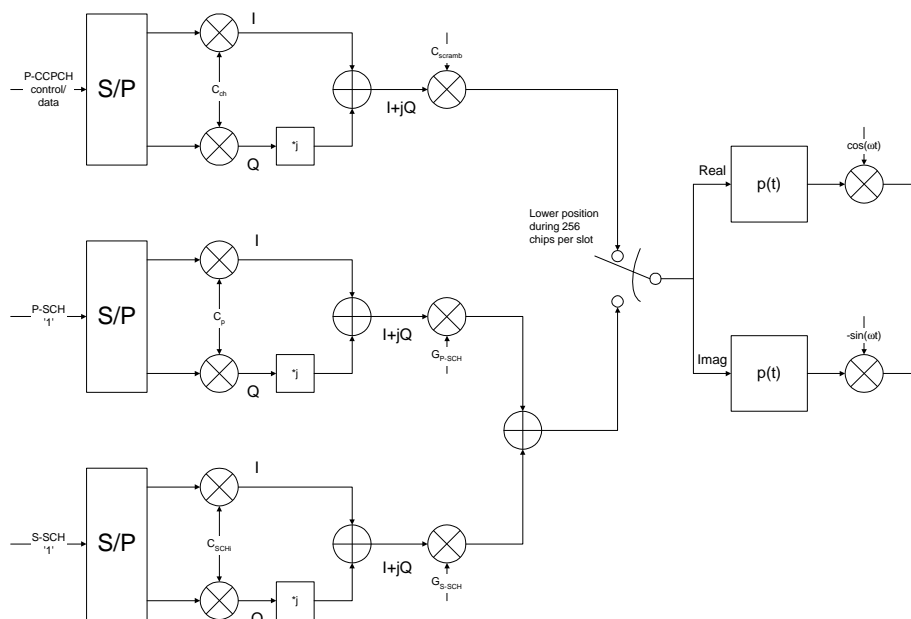 P-CCPCH
control/
data
S/P
I
C_ch
Q
*j
I+jQ
C_scramb
P-SCH
'1'
S/P
I
C_p
Q
*j
I+jQ
G_P-SCH
S-SCH
'1'
S/P
I
C_SCHi
Q
*j
I+jQ
G_S-SCH
Lower position
during 256
chips per slot
Real
p(t)
cos(ωt)
Imag
p(t)
-sin(ωt)